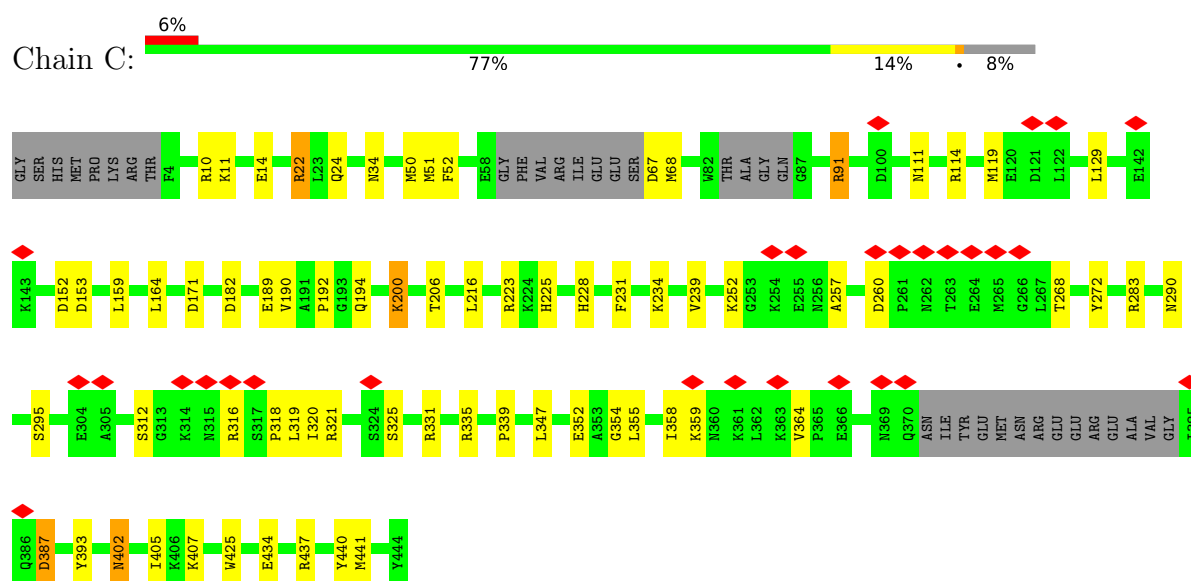 6%
Chain C:
77% 14% • 8%
GLY SER HIS MET PRO LYS ARG THR F4 R10 K11 E14 R22 L23 Q24 N34 M50 M51 F52 E58 GLY PHE VAL ARG ILE GLU GLU SER D67 M68 W82 THR ALA GLY GLN G87 R91 D100 N111 R114 M119 E120 D121 L122 L129 E142
K143 D152 D153 L159 L164 D171 D182 E189 V190 A191 P192 G193 Q194 K200 T206 L216 R223 K224 H225 H228 F231 K234 V239 K252 G253 K254 E255 N256 A257 D260 P261 N262 T263 E264 M265 G266 L267 T268 Y272 R283 N290
S295 E304 A305 S312 G313 K314 N315 R316 S317 P318 L319 I320 R321 S324 S325 R331 R335 P339 L347 E352 A353 G354 L355 I358 K359 N360 K361 L362 K363 V364 P365 E366 N369 Q370 ASN ILE TYR GLU MET ASN ARG GLU GLU ARG GLU ALA VAL GLY
Q386 D387 Y393 N402 I405 K406 K407 W425 E434 R437 Y440 M441 Y444